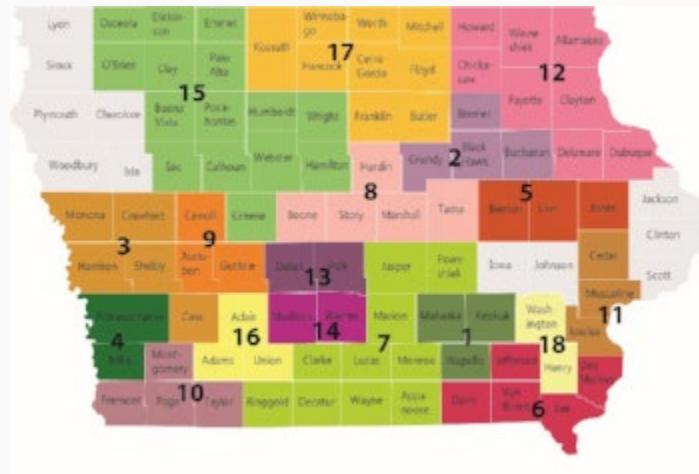 Lyon
Osceola
Dickin-
son
Emmet
Kossuth
Winneba-
go
Worth
Mitchell
Howard
Winne-
shiek
Allamakee
17
Sioux
O'Brien
Clay
Palo
Alto
Hancock
Cerro
Gordo
Floyd
Chicka-
saw
12
15
Fayette
Clayton
Plymouth
Cherokee
Buena
Vista
Poca-
hontas
Humboldt
Wright
Franklin
Butler
Bremer
Woodbury
Ida
Sac
Calhoun
Webster
Hamilton
Hardin
Grundy
2
Black
Hawk
Buchanan
Delaware
Dubuque
8
5
Monona
Crawford
Carroll
Greene
Boone
Story
Marshall
Tama
Benton
Linn
Jones
Jackson
3
9
Clinton
Harrison
Shelby
Audu-
bon
Guthrie
Dallas
Polk
13
Jasper
Powe-
shiek
Iowa
Johnson
Cedar
Scott
Muscatine
Pottawattamie
Cass
Adair
Madison
Warren
Marion
Mahaska
Keokuk
Wash-
ington
11
Louisa
4
16
14
7
1
18
Mills
Mont-
gomery
Adams
Union
Clarke
Lucas
Monroe
Wapello
Jefferson
Henry
Des
Moines
10
Fremont
Page
Taylor
Ringgold
Decatur
Wayne
Appa-
noose
Davis
Van
Buren
6
Lee